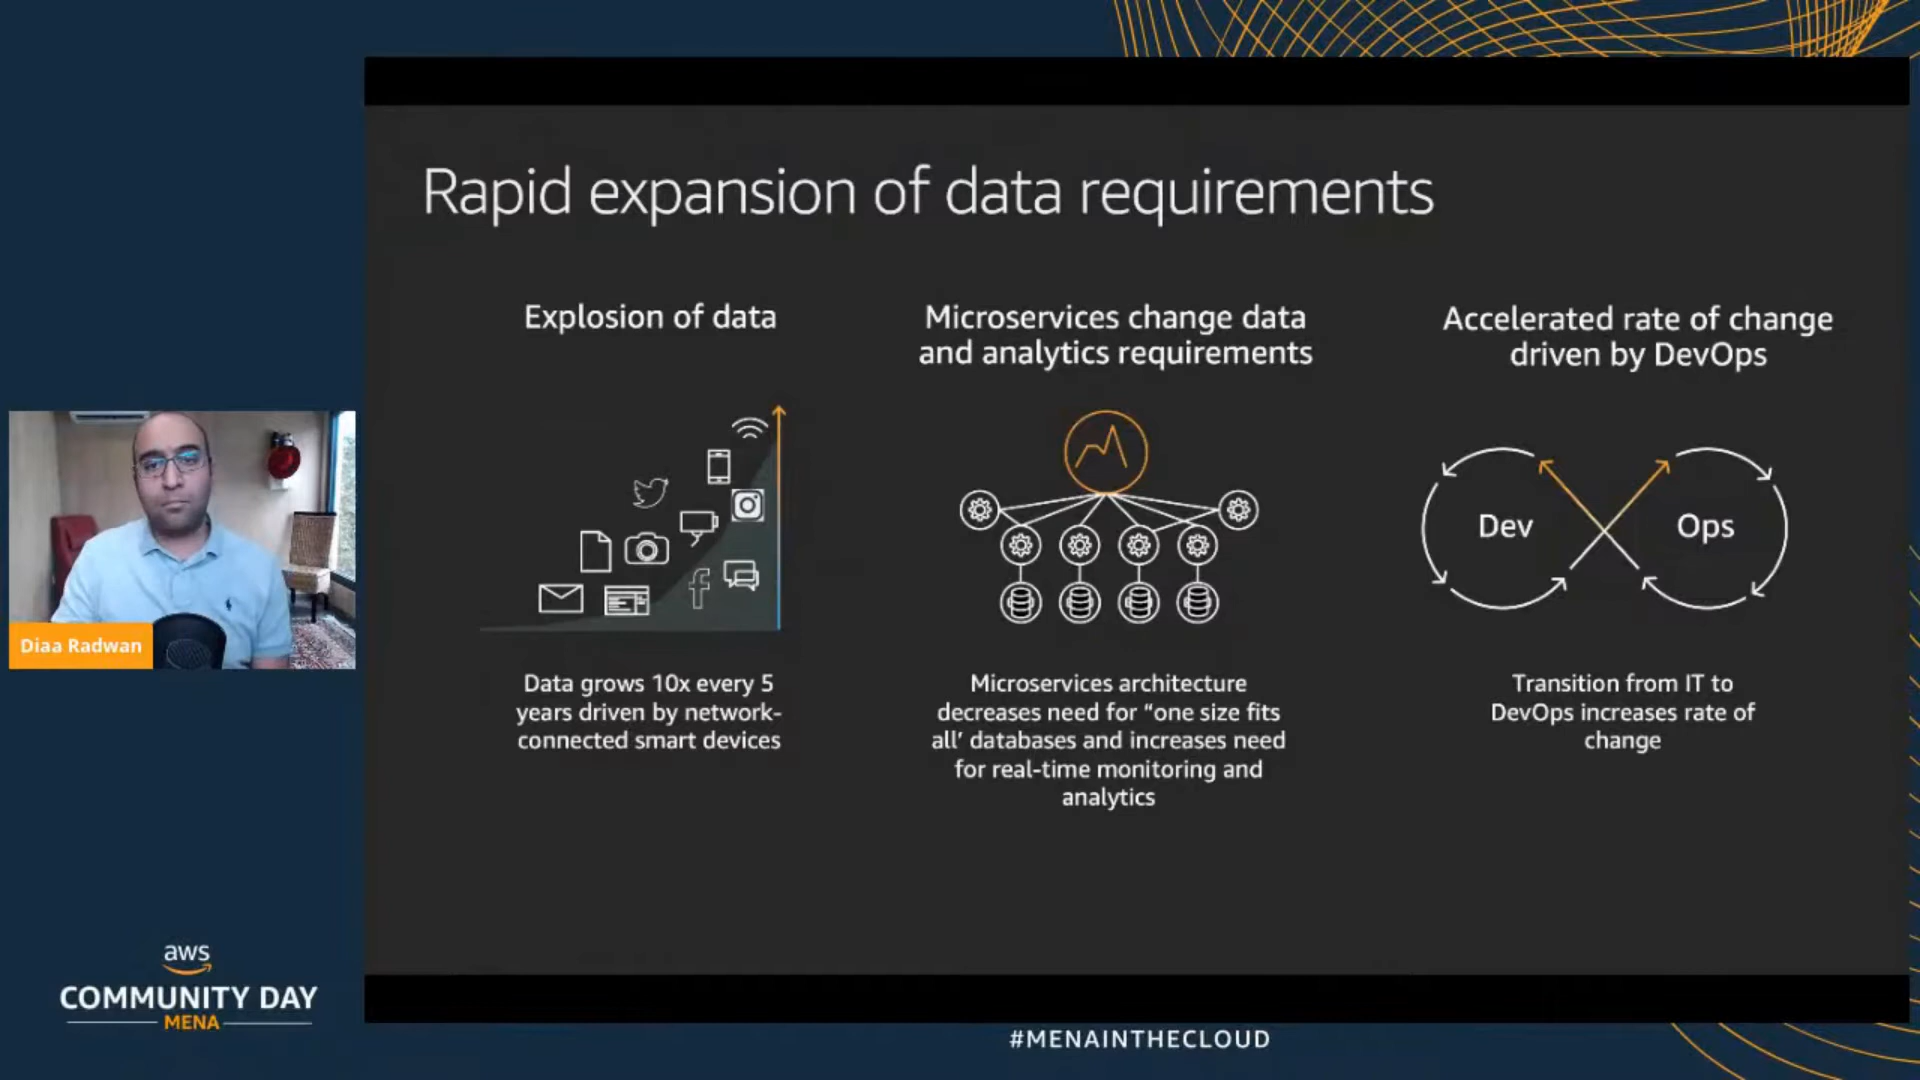 Rapid expansion of data requirements
Explosion of data
Data grows 10x every 5
years driven by network-
connected smart devices
Microservices change data
and analytics requirements
Microservices architecture
decreases need for “one size fits
all’ databases and increases need
for real-time monitoring and
analytics
Accelerated rate of change
driven by DevOps
Dev
Ops
Transition from IT to
DevOps increases rate of
change
Diaa Radwan
aws
COMMUNITY DAY
MENA
#MENAINTHECLOUD